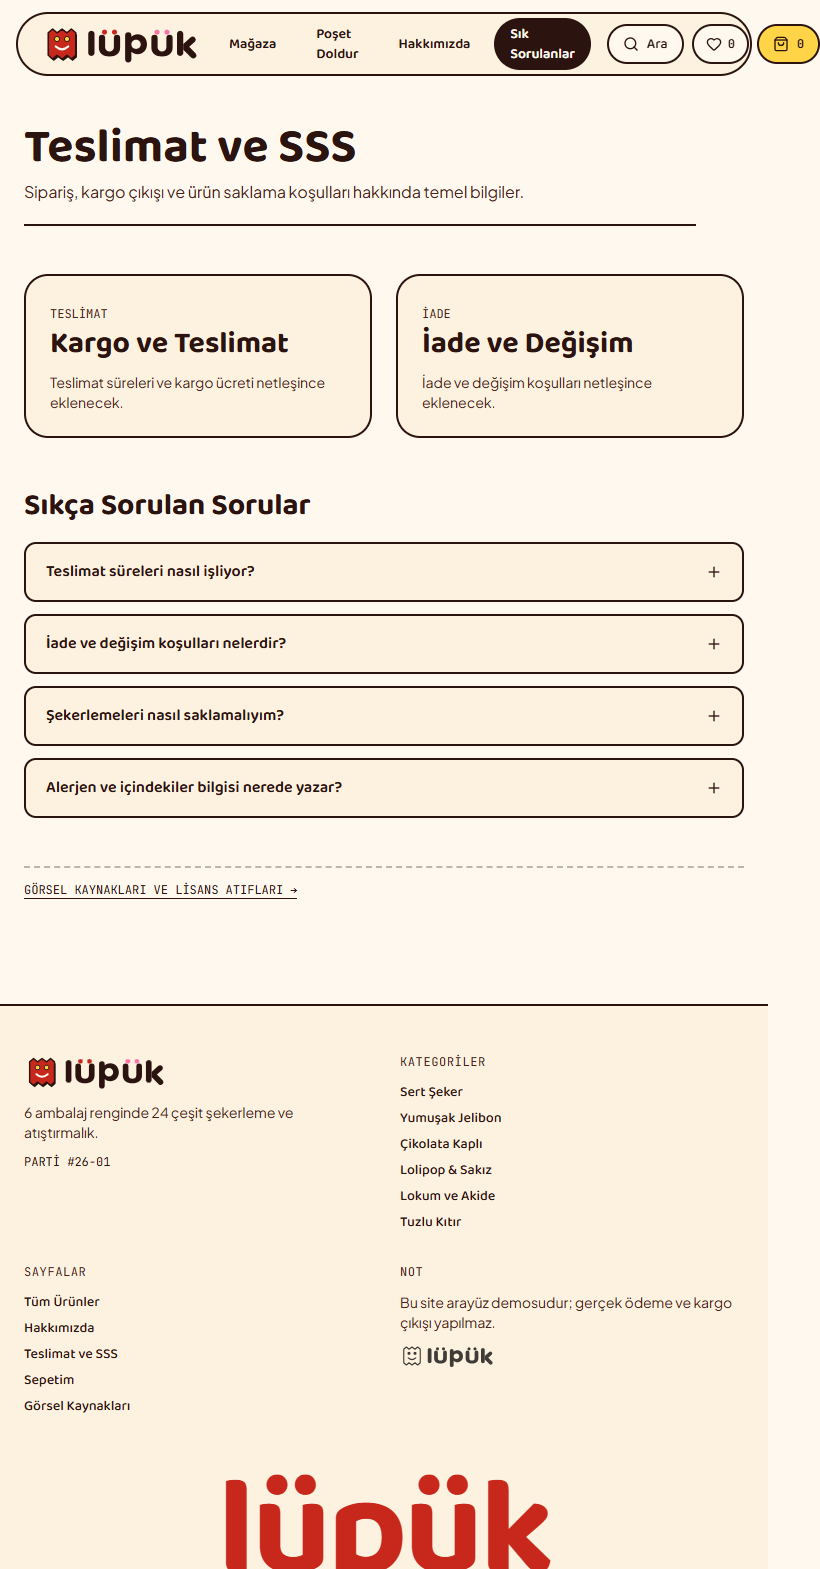 lüpük
Mağaza
Poşet
Doldur
Hakkımızda
Sık
Sorulanlar
Ara
0
0
Teslimat ve SSS
Sipariş, kargo çıkışı ve ürün saklama koşulları hakkında temel bilgiler.
TESLİMAT
Kargo ve Teslimat
Teslimat süreleri ve kargo ücreti netleşince
eklenecek.
İADE
İade ve Değişim
İade ve değişim koşulları netleşince
eklenecek.
Sıkça Sorulan Sorular
Teslimat süreleri nasıl işliyor?
İade ve değişim koşulları nelerdir?
Şekerlemeleri nasıl saklamalıyım?
Alerjen ve içindekiler bilgisi nerede yazar?
GÖRSEL KAYNAKLARI VE LİSANS ATIFLARI →
lüpük
6 ambalaj renginde 24 çeşit şekerleme ve
atıştırmalık.
PARTİ #26-01
KATEGORİLER
Sert Şeker
Yumuşak Jelibon
Çikolata Kaplı
Lolipop & Sakız
Lokum ve Akide
Tuzlu Kıtır
SAYFALAR
Tüm Ürünler
Hakkımızda
Teslimat ve SSS
Sepetim
Görsel Kaynakları
NOT
Bu site arayüz demosudur; gerçek ödeme ve kargo
çıkışı yapılmaz.
lüpük
lüpük